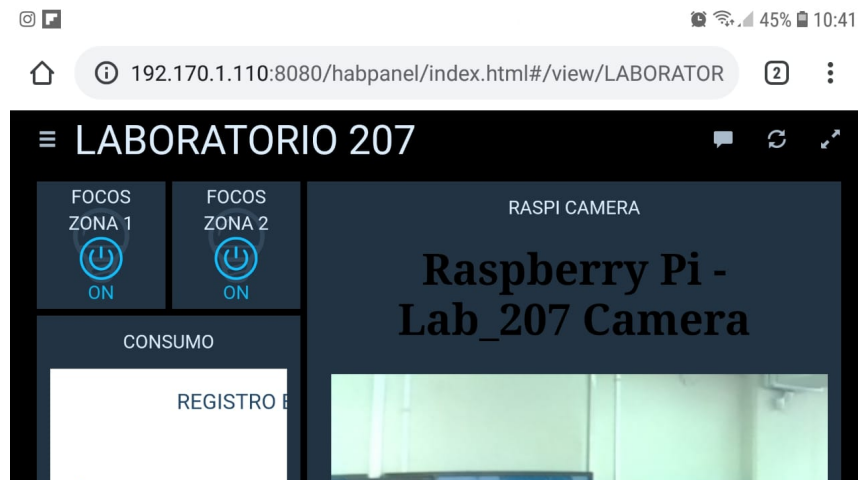 45% 10:41
192.170.1.110:8080/habpanel/index.html#/view/LABORATOR
2
LABORATORIO 207
FOCOS
ZONA 1
ON
FOCOS
ZONA 2
ON
RASPI CAMERA
Raspberry Pi -
Lab_207 Camera
CONSUMO
REGISTRO